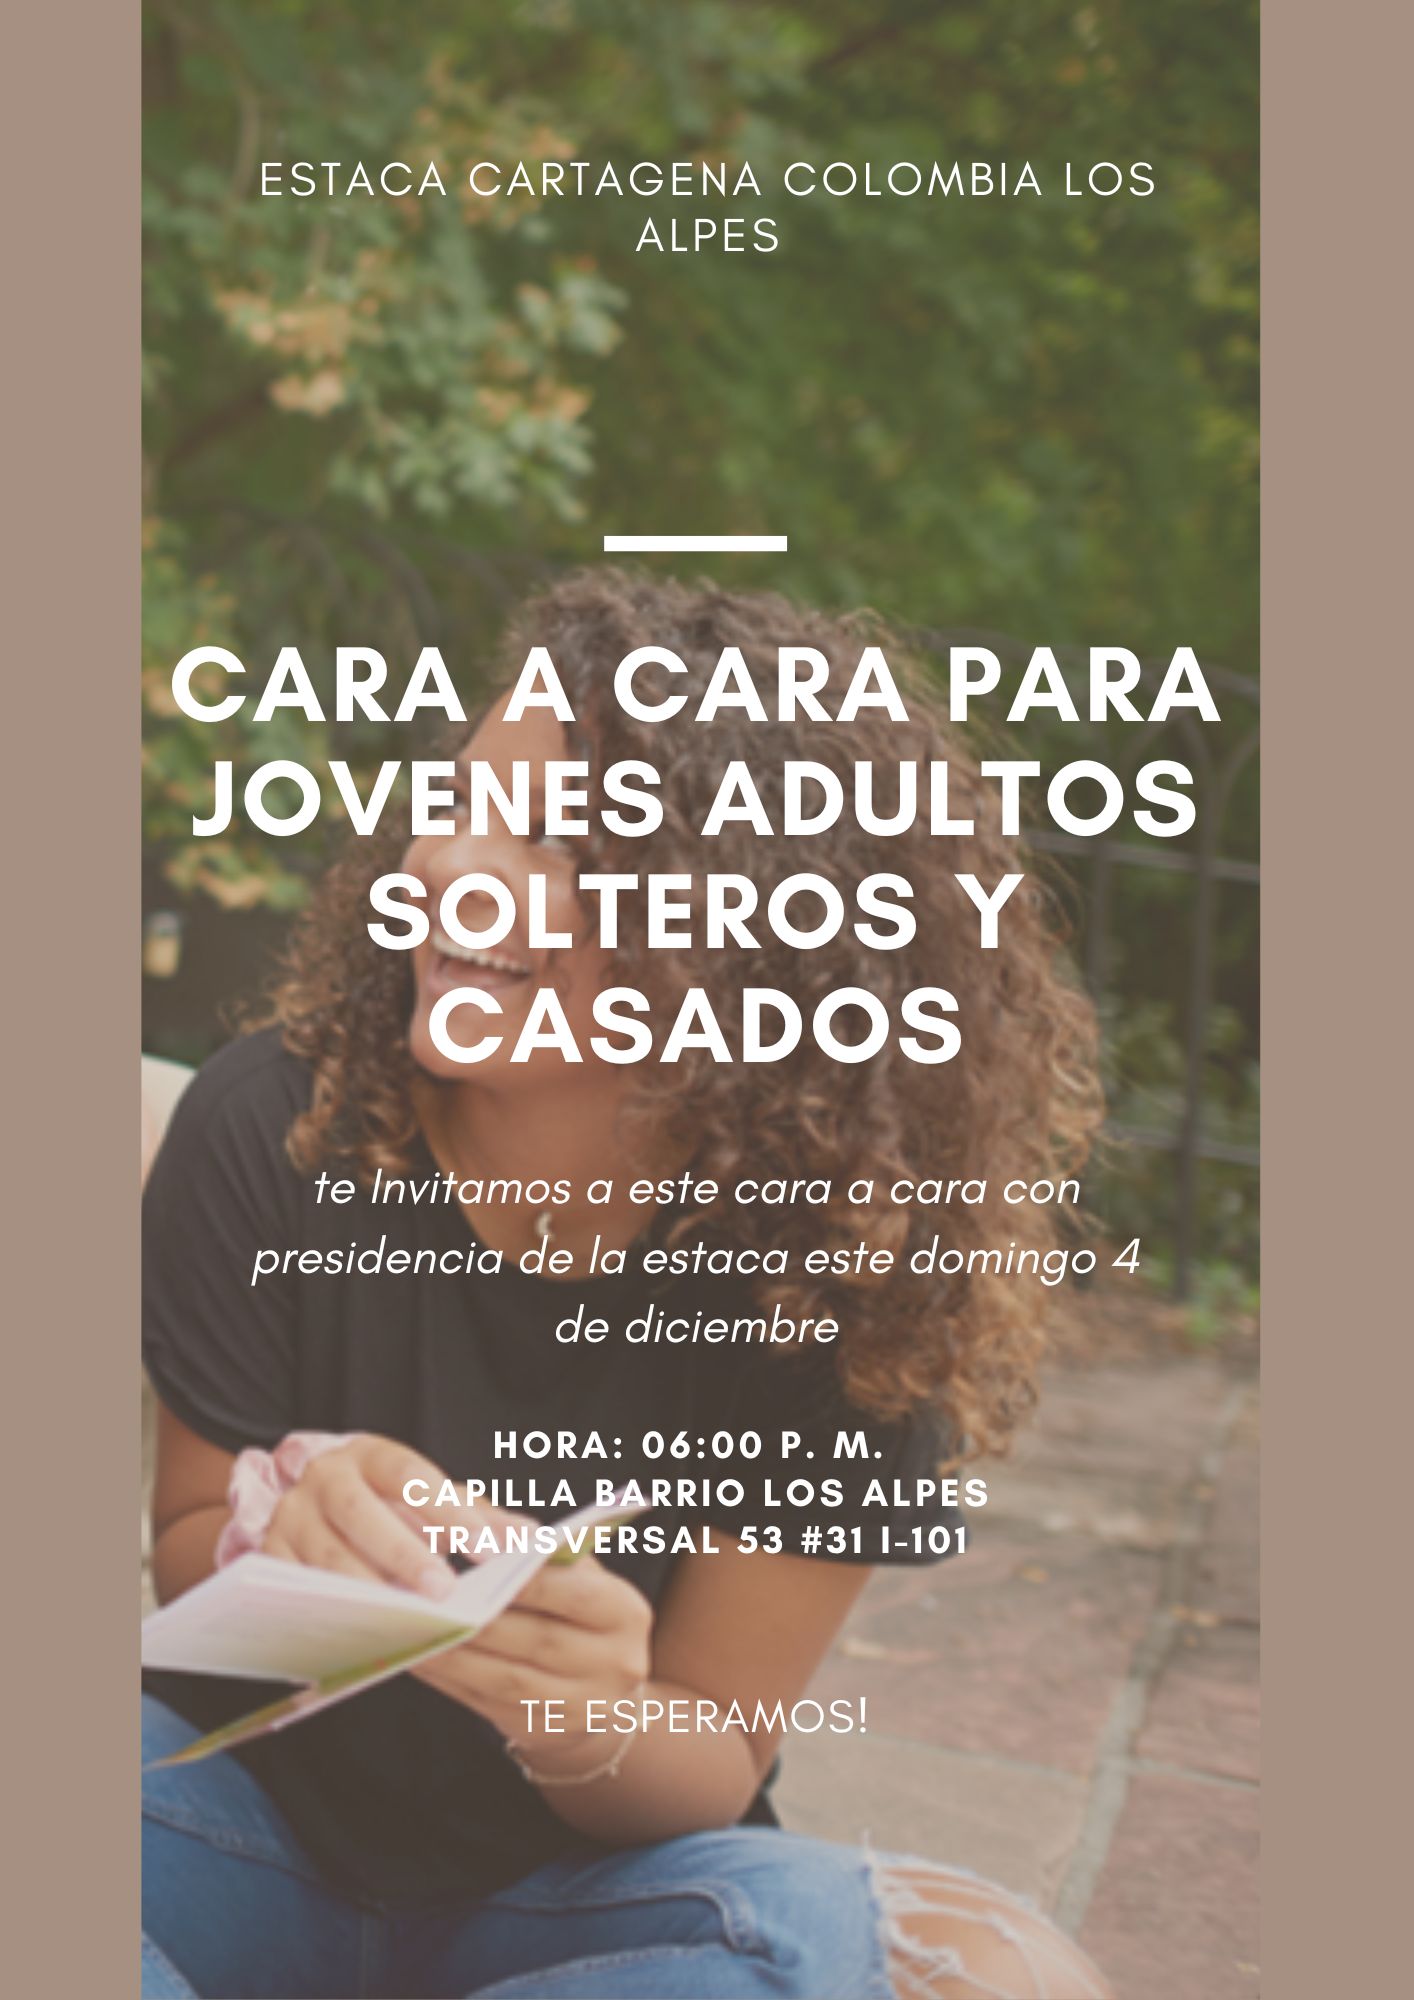 ESTACA CARTAGENA COLOMBIA LOS
ALPES
CARA A CARA PARA
JOVENES ADULTOS
SOLTEROS Y
CASADOS
te Invitamos a este cara a cara con
presidencia de la estaca este domingo 4
de diciembre
HORA: 06:00 P. M.
CAPILLA BARRIO LOS ALPES
TRANSVERSAL 53 #31 I-101
TE ESPERAMOS!